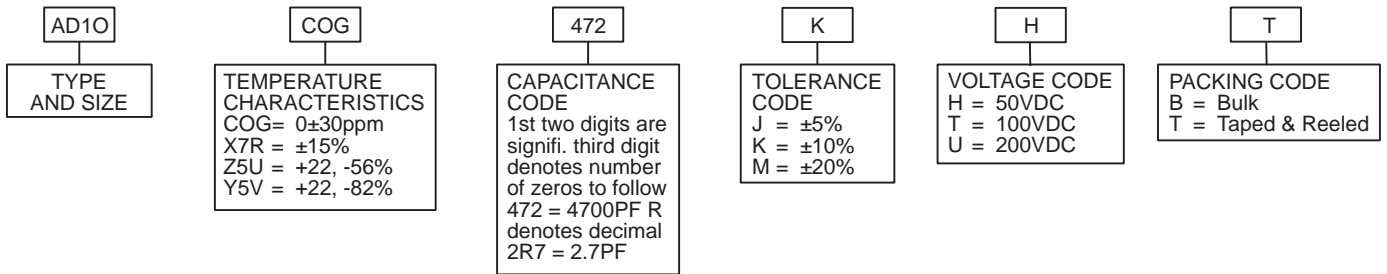 AD1O
COG
472
K
H
T
TYPE
AND SIZE
TEMPERATURE
CHARACTERISTICS
COG= 0±30ppm
X7R = ±15%
Z5U = +22, -56%
Y5V = +22, -82%
CAPACITANCE
CODE
1st two digits are
signifi. third digit
denotes number
of zeros to follow
472 = 4700PF R
denotes decimal
2R7 = 2.7PF
TOLERANCE
CODE
J = ±5%
K = ±10%
M = ±20%
VOLTAGE CODE
H = 50VDC
T = 100VDC
U = 200VDC
PACKING CODE
B = Bulk
T = Taped & Reeled